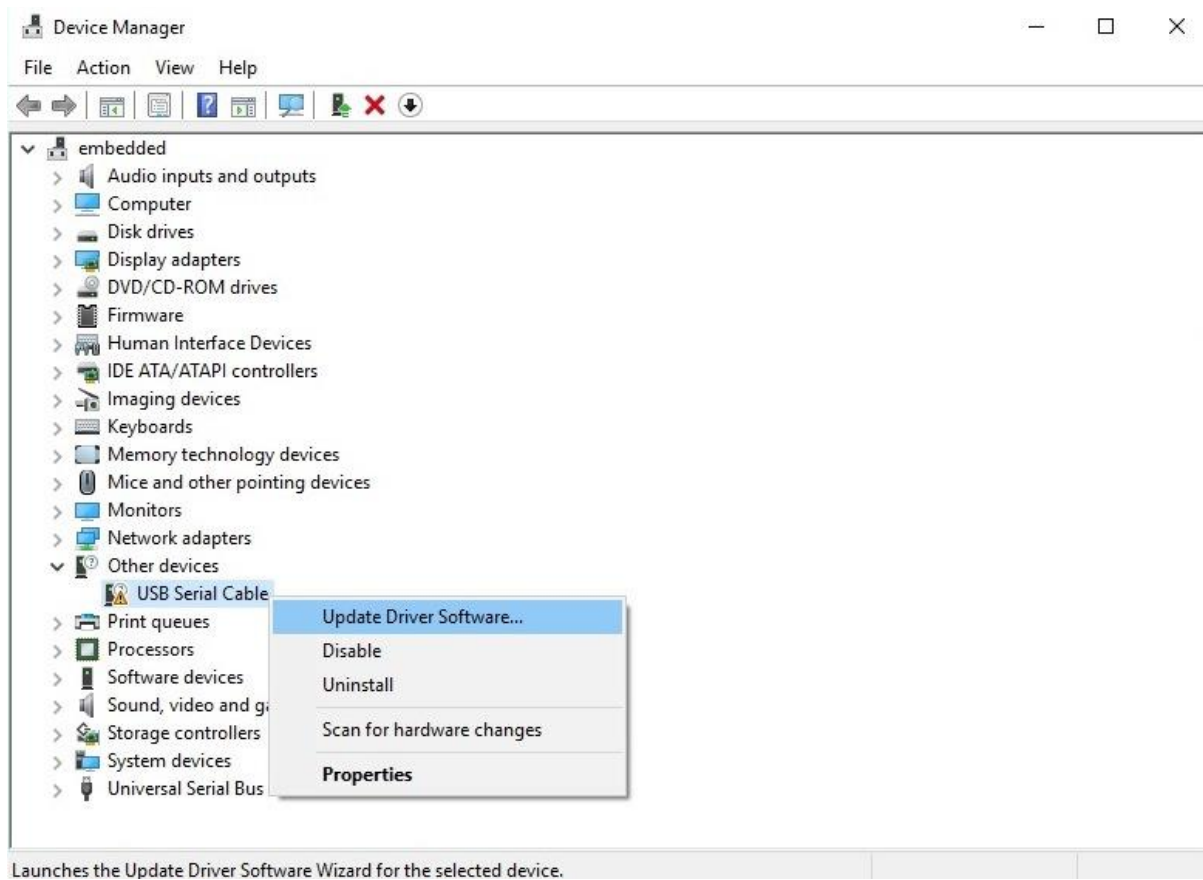 Device Manager
File Action View Help
embedded
Audio inputs and outputs
Computer
Disk drives
Display adapters
DVD/CD-ROM drives
Firmware
Human Interface Devices
IDE ATA/ATAPI controllers
Imaging devices
Keyboards
Memory technology devices
Mice and other pointing devices
Monitors
Network adapters
Other devices
USB Serial Cable
Print queues
Processors
Software devices
Sound, video and
Storage controllers
System devices
Universal Serial Bus
Update Driver Software...
Disable
Uninstall
Scan for hardware changes
Properties
Launches the Update Driver Software Wizard for the selected device.